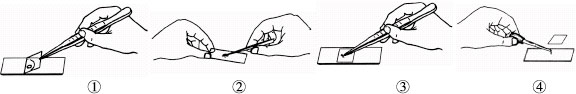 ① ② ③ ④